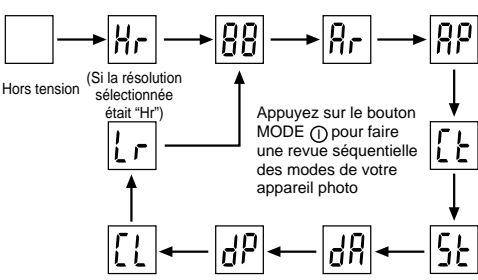 Hr
88
Ar
AP
Hors tension
(Si la résolution
sélectionnée
était “Hr”)
Appuyez sur le bouton
MODE pour faire
une revue séquentielle
des modes de votre
appareil photo
Lr
Ct
CL
dP
dA
St